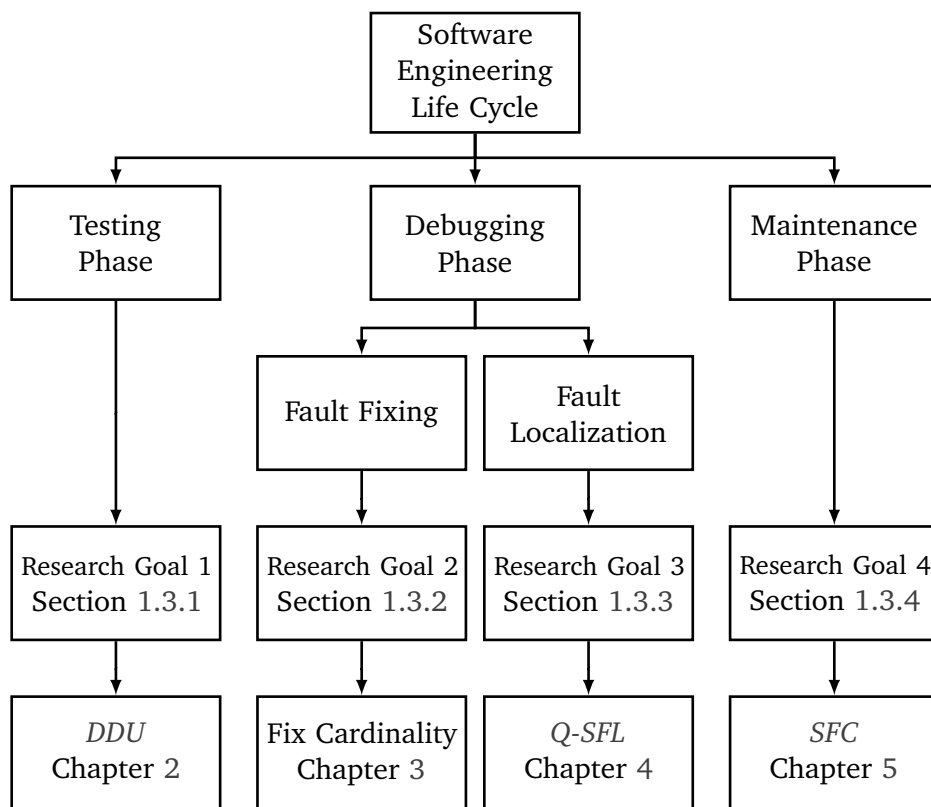 Software
Engineering
Life Cycle
Testing
Phase
Debugging
Phase
Maintenance
Phase
Fault Fixing
Fault
Localization
Research Goal 1
Section 1.3.1
Research Goal 2
Section 1.3.2
Research Goal 3
Section 1.3.3
Research Goal 4
Section 1.3.4
DDU
Chapter 2
Fix Cardinality
Chapter 3
Q-SFL
Chapter 4
SFC
Chapter 5